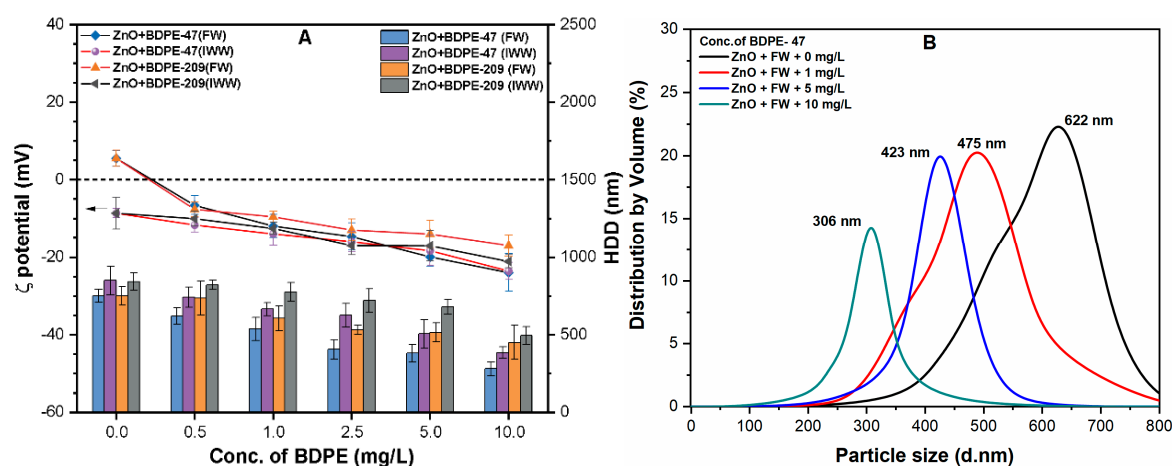 A
ZnO+BDPE-47(FW)
ZnO+BDPE-47(IWW)
ZnO+BDPE-209(FW)
ZnO+BDPE-209(IWW)
ZnO+BDPE-47 (FW)
ZnO+BDPE-47 (IWW)
ZnO+BDPE-209 (FW)
ZnO+BDPE-209 (IWW)
ζ potential (mV)
40
20
0
-20
-40
-60
2500
2000
1500
1000
500
0
HDD (nm)
0.0 0.5 1.0 2.5 5.0 10.0
Conc. of BDPE (mg/L)
B
Conc.of BDPE- 47
ZnO + FW + 0 mg/L
ZnO + FW + 1 mg/L
ZnO + FW + 5 mg/L
ZnO + FW + 10 mg/L
622 nm
475 nm
423 nm
306 nm
Distribution by Volume (%)
30
25
20
15
10
5
0
0 100 200 300 400 500 600 700 800
Particle size (d.nm)